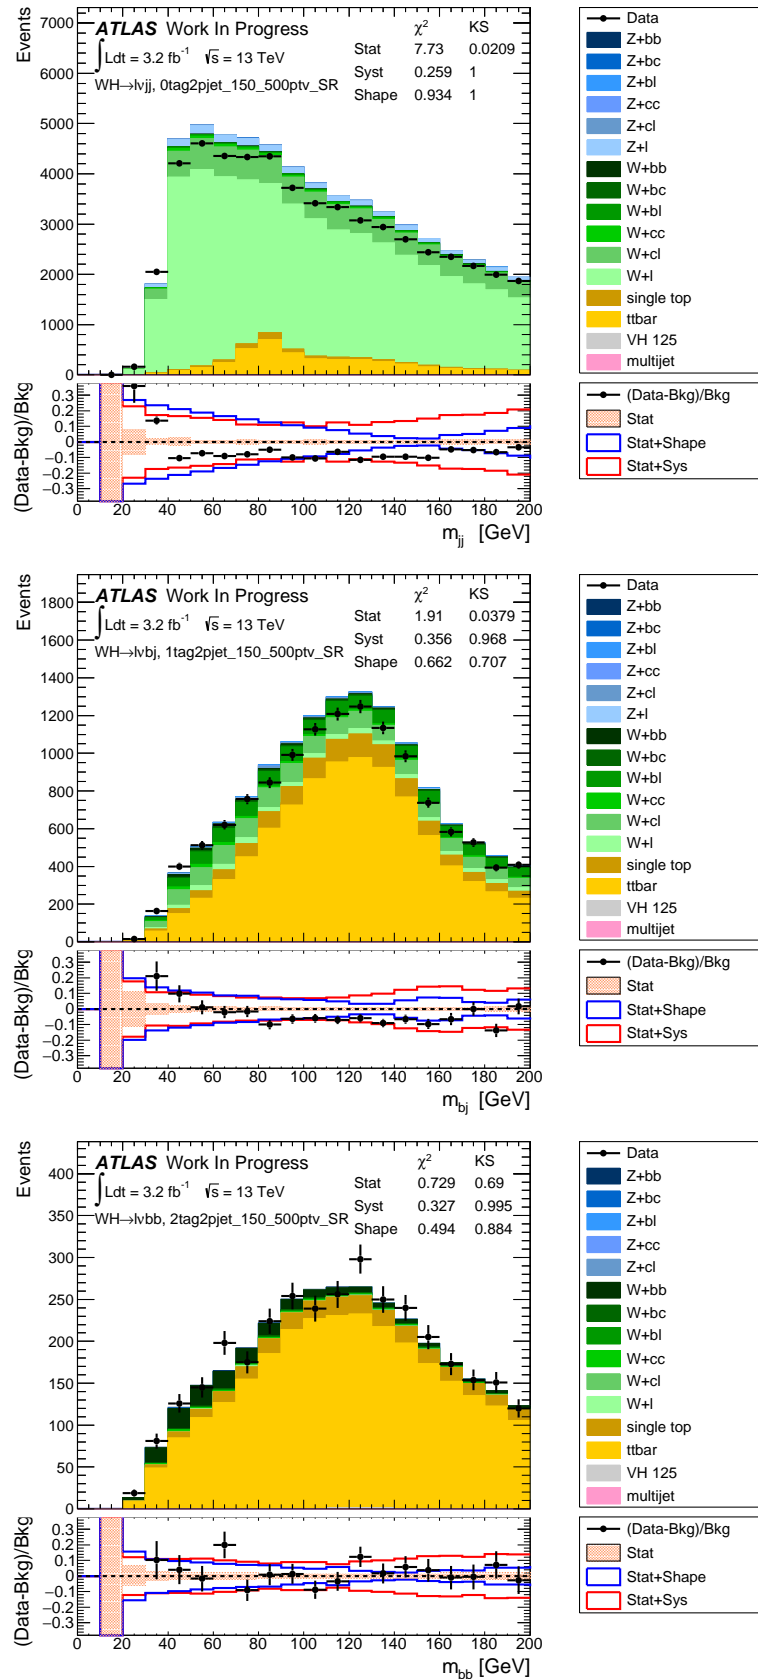 Events
7000
6000
5000
4000
3000
2000
1000
0
ATLAS Work In Progress
∫ Ldt = 3.2 fb⁻¹ √s = 13 TeV
WH→lνjj, 0tag2pjet_150_500ptv_SR
χ² KS
Stat 7.73 0.0209
Syst 0.259 1
Shape 0.934 1
Data
Z+bb
Z+bc
Z+bl
Z+cc
Z+cl
Z+l
W+bb
W+bc
W+bl
W+cc
W+cl
W+l
single top
ttbar
VH 125
multijet
(Data-Bkg)/Bkg
0.3
0.2
0.1
0
−0.1
−0.2
−0.3
0 20 40 60 80 100 120 140 160 180 200
m_jj [GeV]
(Data-Bkg)/Bkg
Stat
Stat+Shape
Stat+Sys
Events
1800
1600
1400
1200
1000
800
600
400
200
0
ATLAS Work In Progress
∫ Ldt = 3.2 fb⁻¹ √s = 13 TeV
WH→lνbj, 1tag2pjet_150_500ptv_SR
χ² KS
Stat 1.91 0.0379
Syst 0.356 0.968
Shape 0.662 0.707
Data
Z+bb
Z+bc
Z+bl
Z+cc
Z+cl
Z+l
W+bb
W+bc
W+bl
W+cc
W+cl
W+l
single top
ttbar
VH 125
multijet
(Data-Bkg)/Bkg
0.3
0.2
0.1
0
−0.1
−0.2
−0.3
0 20 40 60 80 100 120 140 160 180 200
m_bj [GeV]
(Data-Bkg)/Bkg
Stat
Stat+Shape
Stat+Sys
Events
400
350
300
250
200
150
100
50
0
ATLAS Work In Progress
∫ Ldt = 3.2 fb⁻¹ √s = 13 TeV
WH→lνbb, 2tag2pjet_150_500ptv_SR
χ² KS
Stat 0.729 0.69
Syst 0.327 0.995
Shape 0.494 0.884
Data
Z+bb
Z+bc
Z+bl
Z+cc
Z+cl
W+bb
W+bc
W+bl
W+cc
W+cl
W+l
single top
ttbar
VH 125
multijet
(Data-Bkg)/Bkg
0.3
0.2
0.1
0
−0.1
−0.2
−0.3
0 20 40 60 80 100 120 140 160 180 200
m_bb [GeV]
(Data-Bkg)/Bkg
Stat
Stat+Shape
Stat+Sys